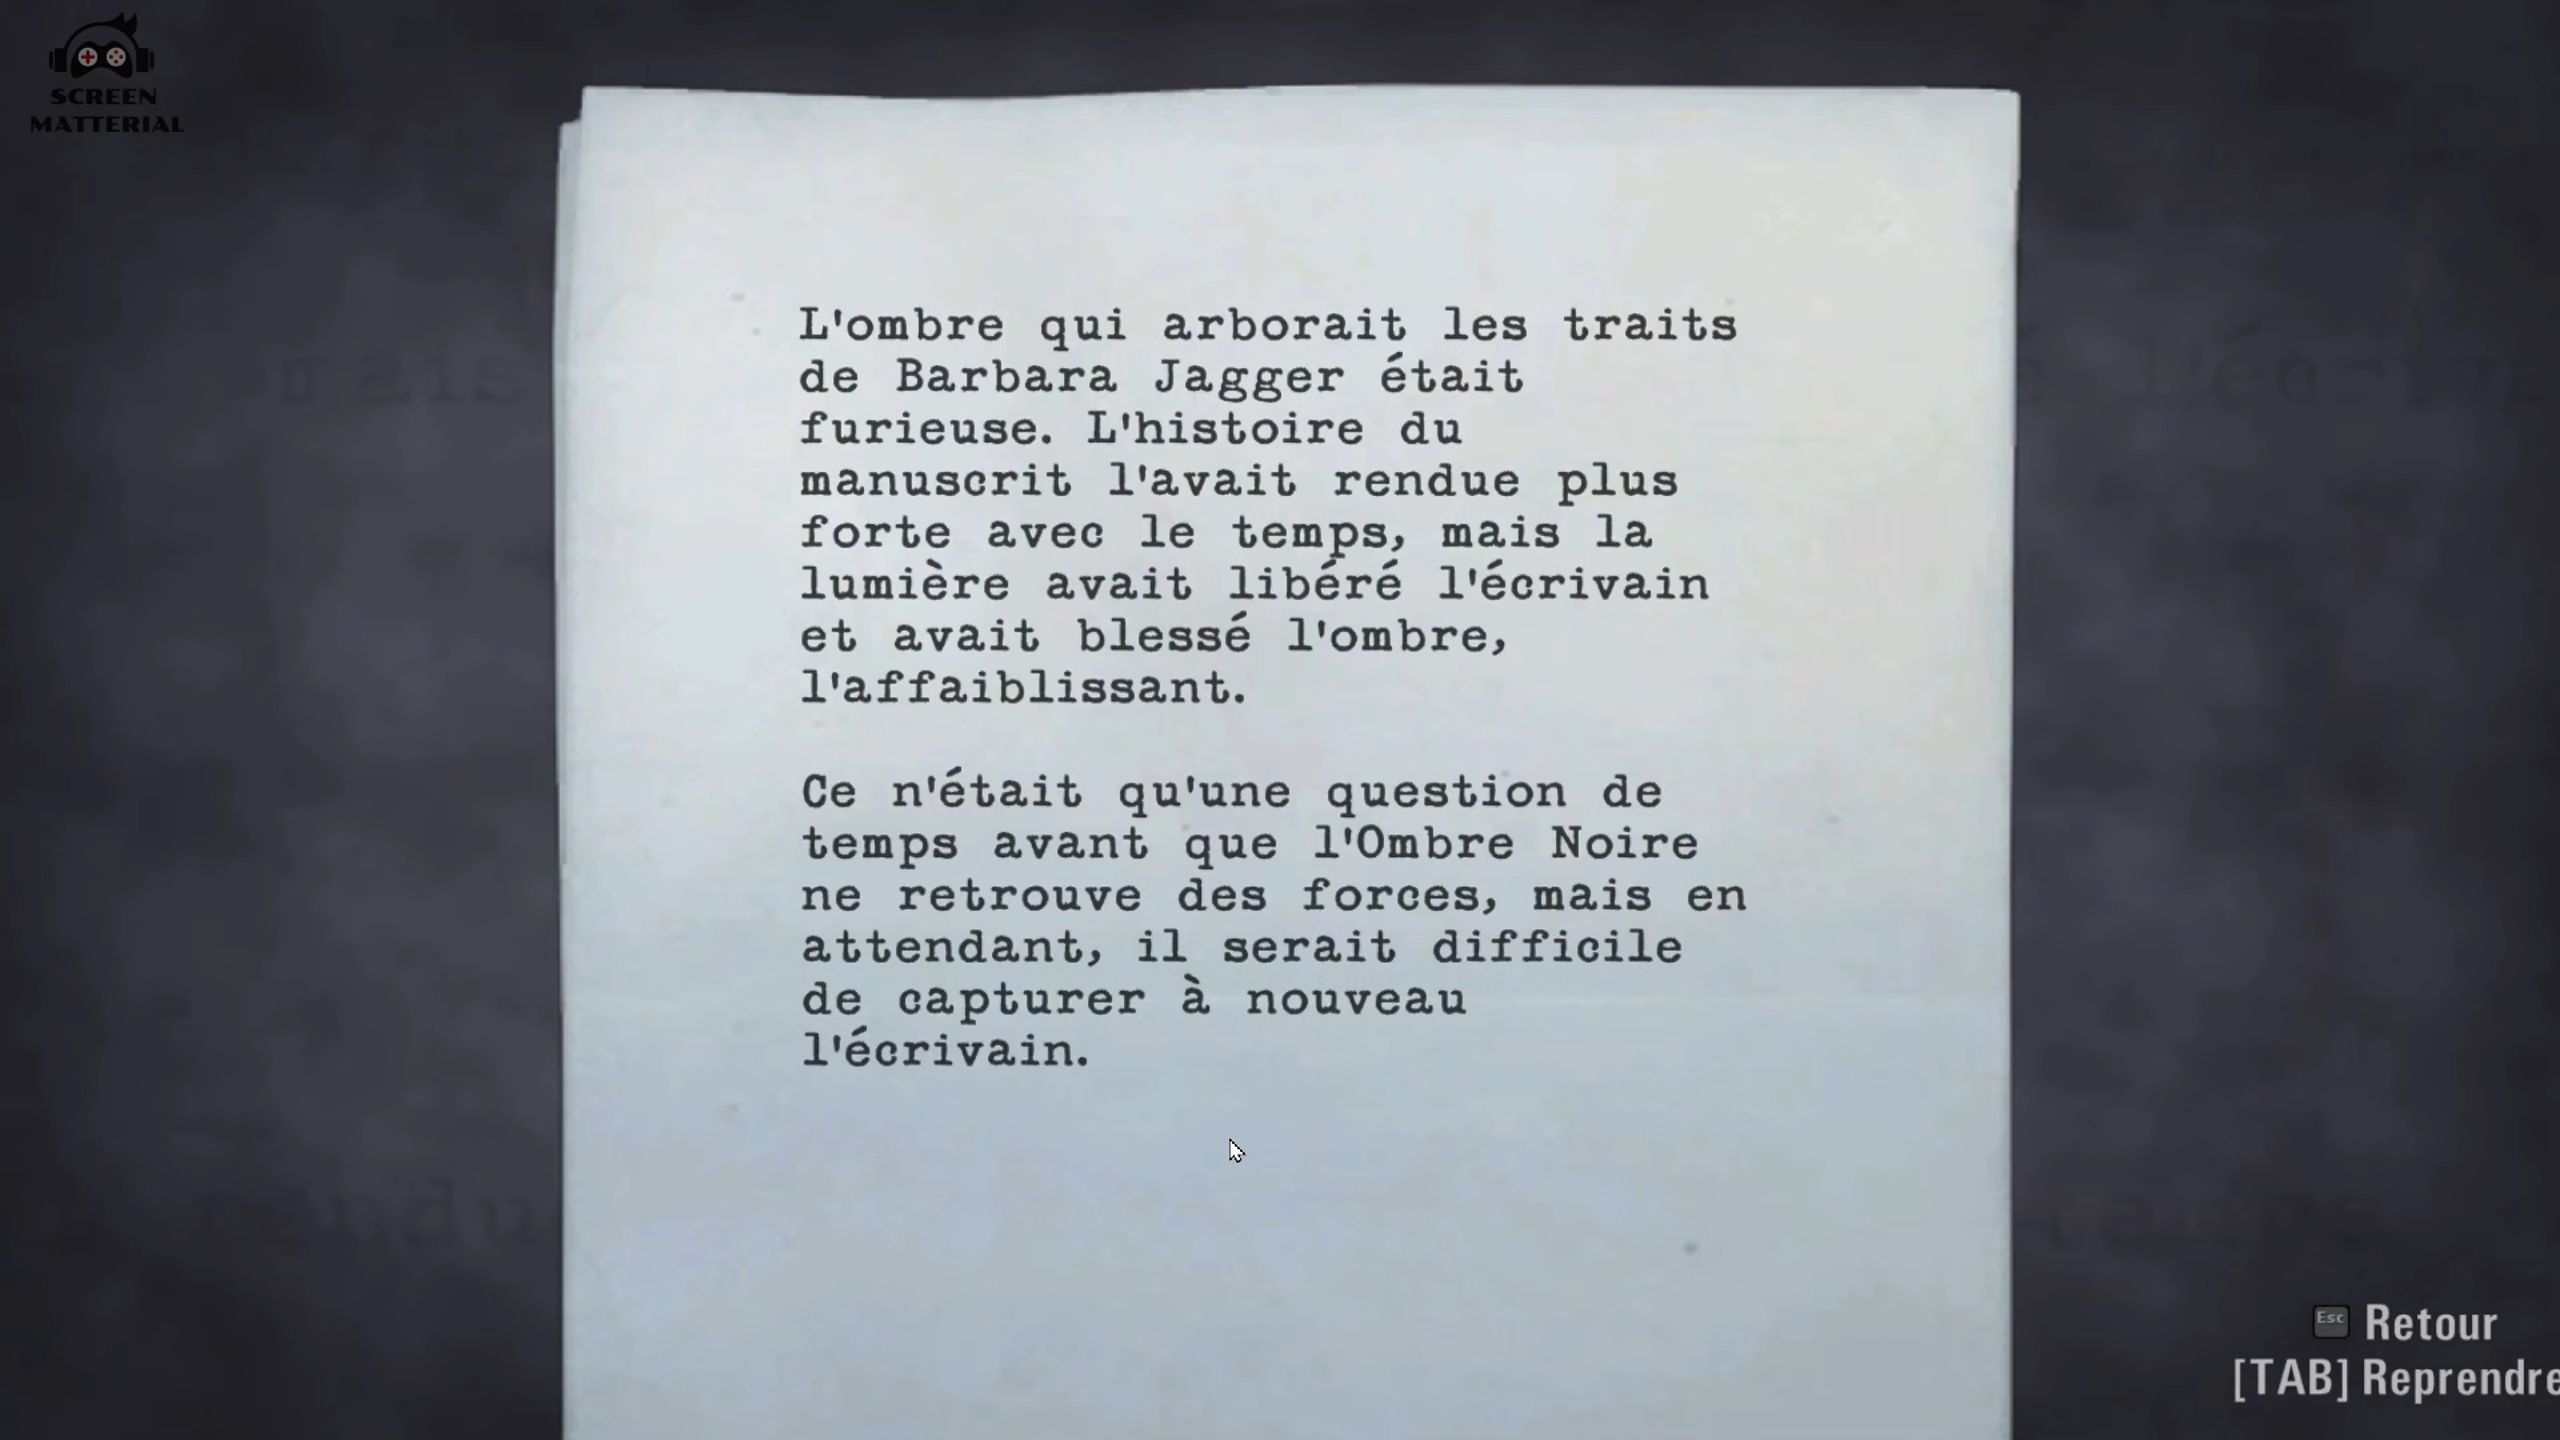 SCREEN
MATTERIAL
L'ombre qui arborait les traits
de Barbara Jagger était
furieuse. L'histoire du
manuscrit l'avait rendue plus
forte avec le temps, mais la
lumière avait libéré l'écrivain
et avait blessé l'ombre,
l'affaiblissant.
Ce n'était qu'une question de
temps avant que l'Ombre Noire
ne retrouve des forces, mais en
attendant, il serait difficile
de capturer à nouveau
l'écrivain.
Esc Retour
[TAB] Reprendre